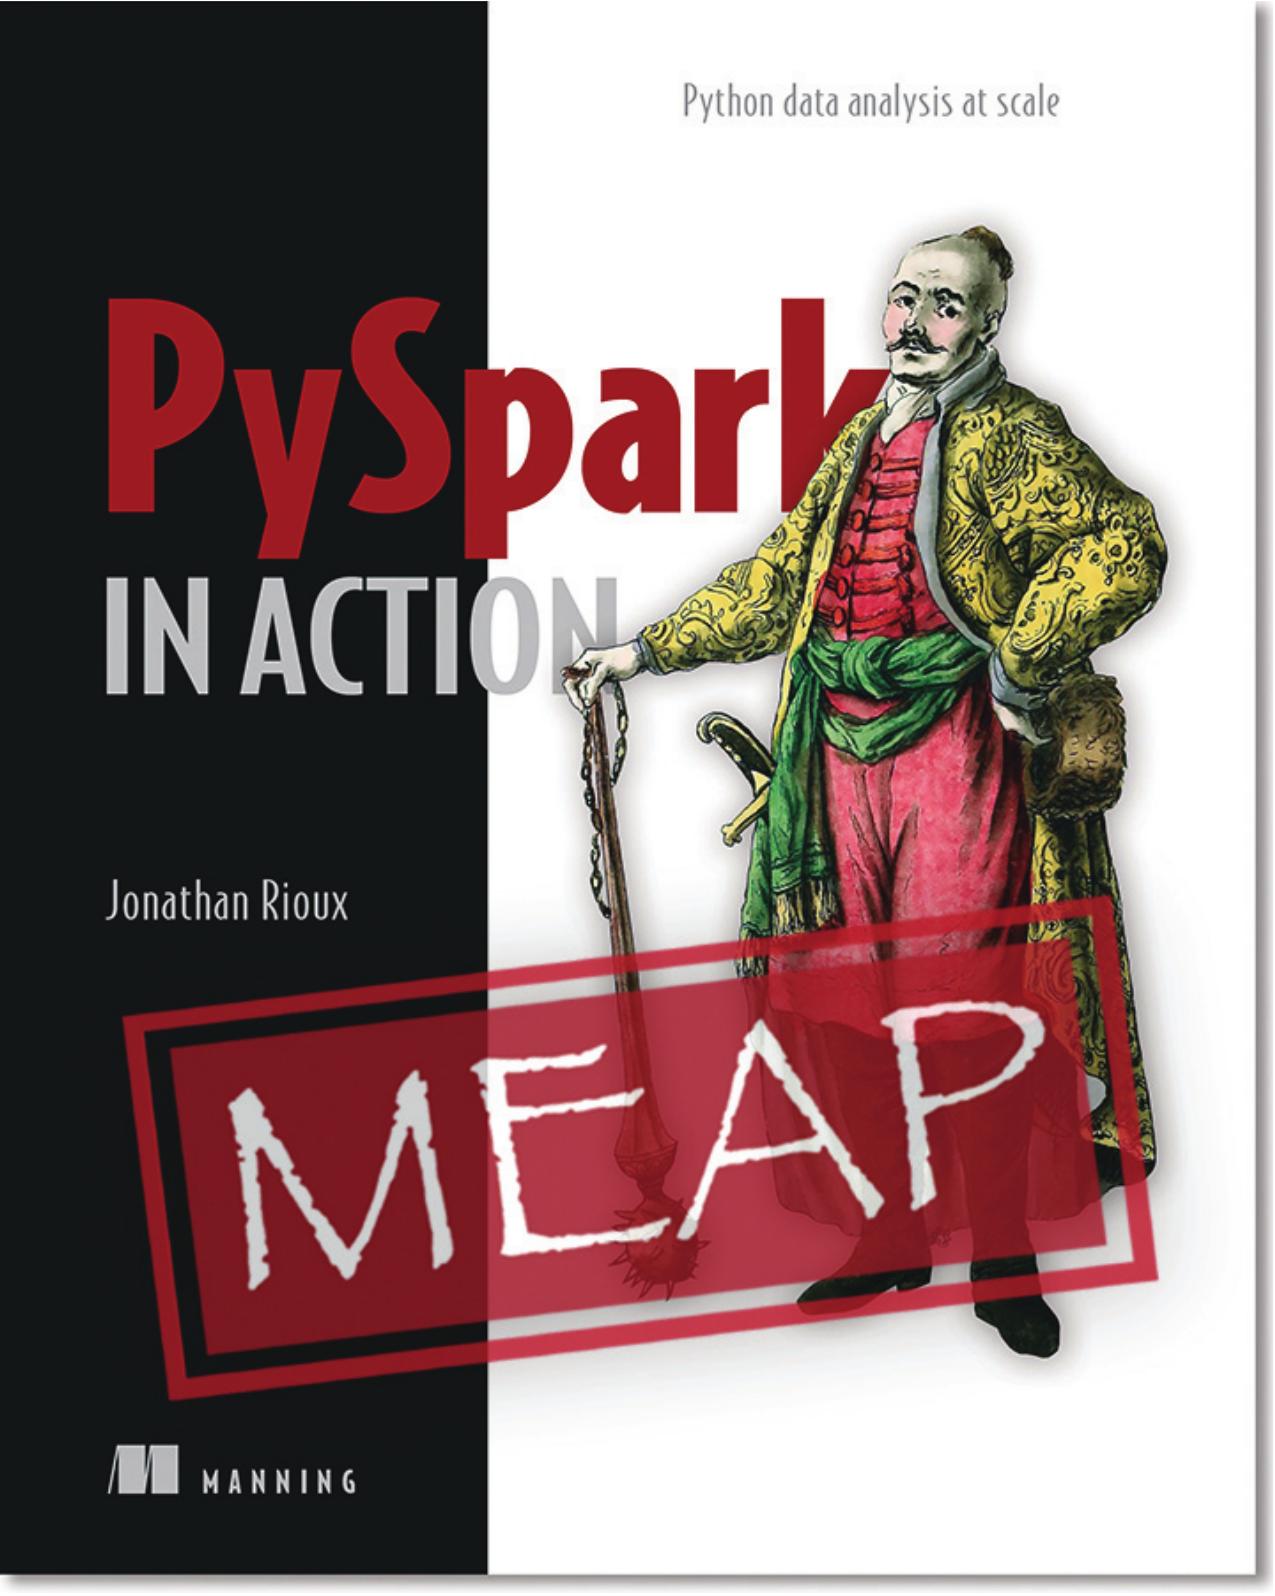 Python data analysis at scale
PySpark
IN ACTION
Jonathan Rioux
MEAP
MANNING